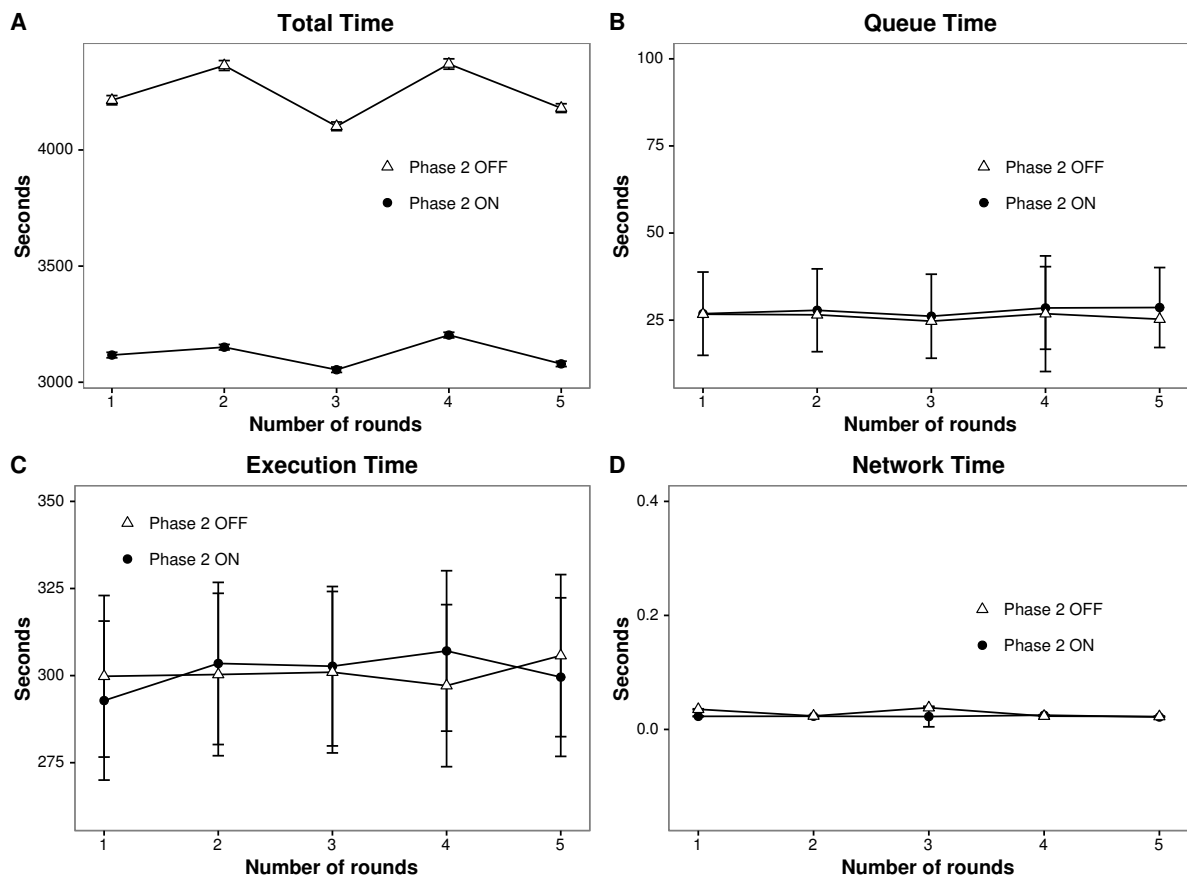 A
Total Time
4000
3500
3000
Seconds
Phase 2 OFF
Phase 2 ON
1 2 3 4 5
Number of rounds
B
Queue Time
100
75
50
25
Seconds
Phase 2 OFF
Phase 2 ON
1 2 3 4 5
Number of rounds
C
Execution Time
350
325
300
275
Seconds
Phase 2 OFF
Phase 2 ON
1 2 3 4 5
Number of rounds
D
Network Time
0.4
0.2
0.0
Seconds
Phase 2 OFF
Phase 2 ON
1 2 3 4 5
Number of rounds